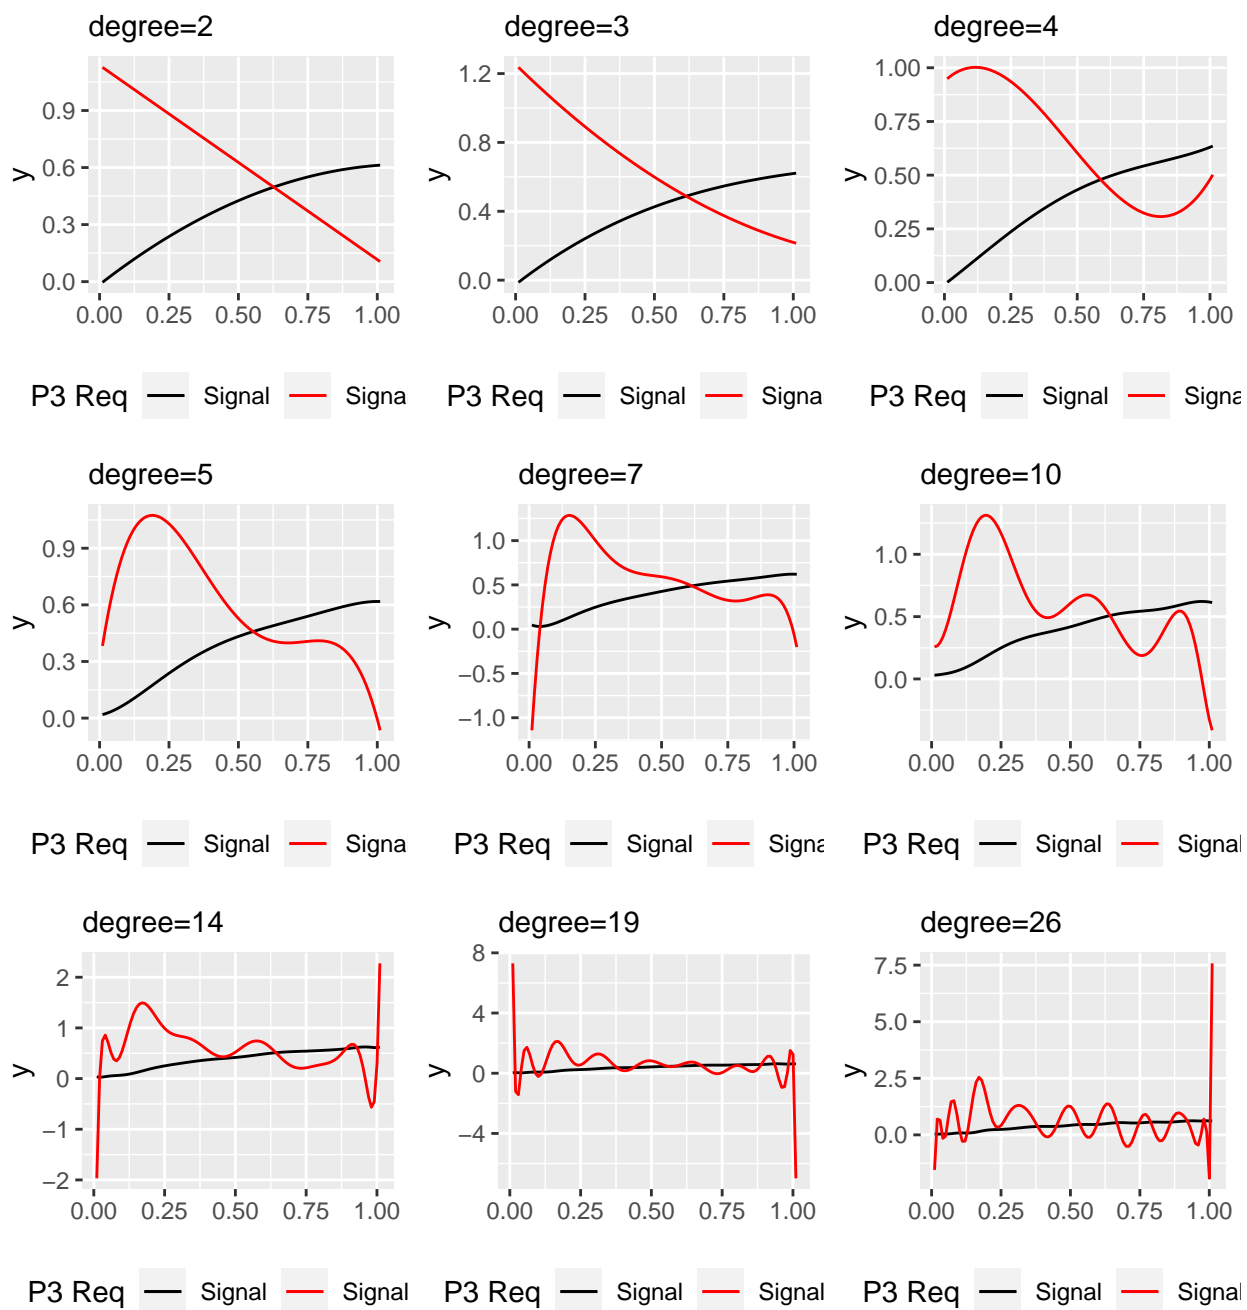 degree=2 degree=3 degree=4
0.9 1.2 1.00
0.6 0.8 0.75
0.3 0.4 0.50
0.0 0.0 0.25
0.00
y y y
0.00 0.25 0.50 0.75 1.00 0.00 0.25 0.50 0.75 1.00 0.00 0.25 0.50 0.75 1.00
P3 Req Signal Signa P3 Req Signal Signa P3 Req Signal Signa
degree=5 degree=7 degree=10
0.9 1.0 1.0
0.6 0.5 0.5
0.3 0.0 0.0
0.0 −0.5
−1.0
y y y
0.00 0.25 0.50 0.75 1.00 0.00 0.25 0.50 0.75 1.00 0.00 0.25 0.50 0.75 1.00
P3 Req Signal Signa P3 Req Signal Signa P3 Req Signal Signal
degree=14 degree=19 degree=26
2 8 7.5
1 4 5.0
0 0 2.5
−1 −4 0.0
−2
y y y
0.00 0.25 0.50 0.75 1.00 0.00 0.25 0.50 0.75 1.00 0.00 0.25 0.50 0.75 1.00
P3 Req Signal Signal P3 Req Signal Signal P3 Req Signal Signal